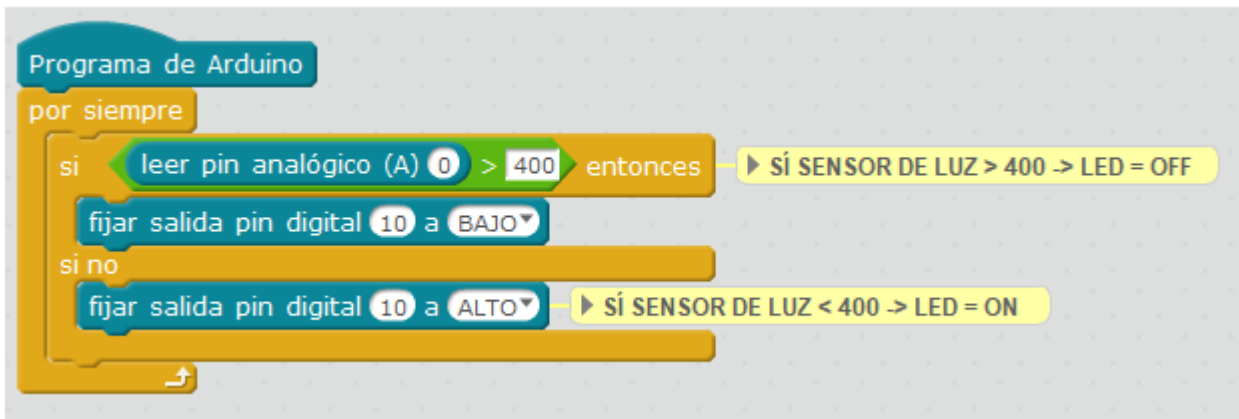 Programa de Arduino
por siempre
si leer pin analógico (A) 0 > 400 entonces SÍ SENSOR DE LUZ > 400 -> LED = OFF
fijar salida pin digital 10 a BAJO
si no
fijar salida pin digital 10 a ALTO SÍ SENSOR DE LUZ < 400 -> LED = ON